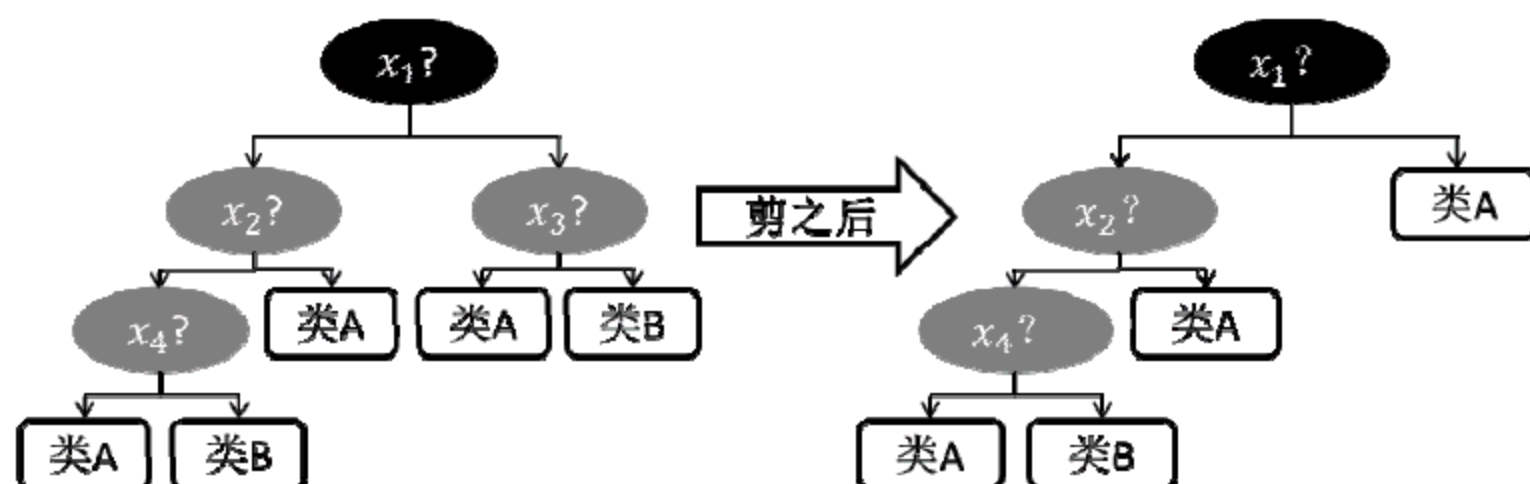 x₁? x₁?
x₂? x₃? 剪之后 x₂? 类A
x₄? 类A 类A 类B x₄? 类A
类A 类B 类A 类B